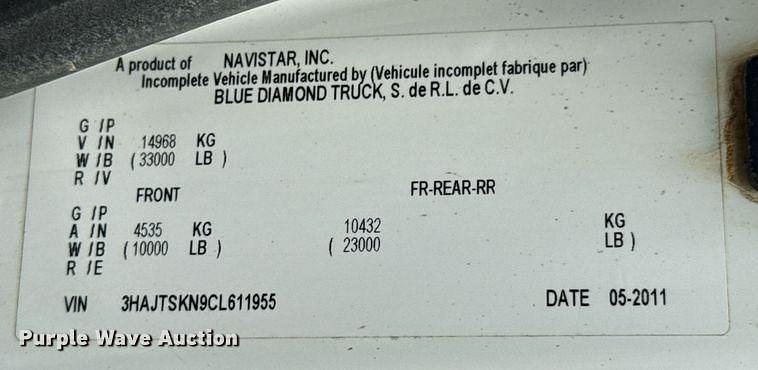 A product of NAVISTAR, INC.
Incomplete Vehicle Manufactured by (Vehicule incomplet fabrique par)
BLUE DIAMOND TRUCK, S. de R.L. de C.V.
G /P
V /N 14968 KG
W /B ( 33000 LB )
R /V
FRONT FR-REAR-RR
G /P
A /N 4535 KG 10432 KG
W /B ( 10000 LB ) ( 23000 LB )
R /E
VIN 3HAJTSKN9CL611955 DATE 05-2011
Purple Wave Auction